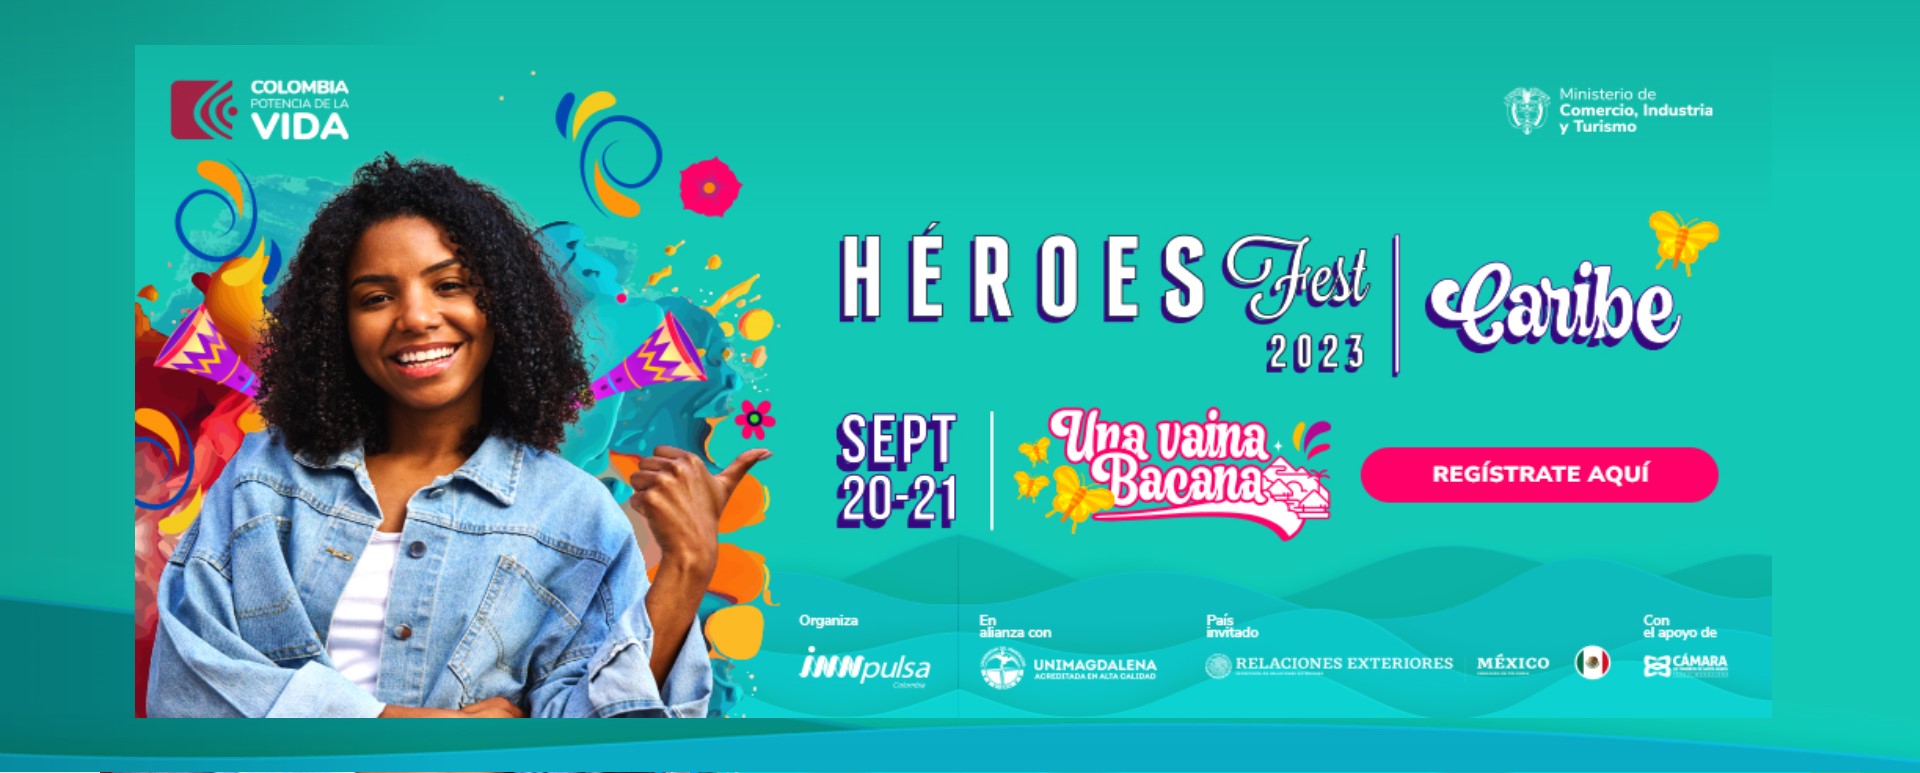 COLOMBIA
POTENCIA DE LA
VIDA
Ministerio de
Comercio, Industria
y Turismo
HÉROES Fest
2023
Caribe
SEPT
20-21
Una vaina
Bacana
REGÍSTRATE AQUÍ
Organiza
iNNpulsa
Colombia
En
alianza con
UNIMAGDALENA
ACREDITADA EN ALTA CALIDAD
País
invitado
RELACIONES EXTERIORES
MÉXICO
Con
el apoyo de
CÁMARA